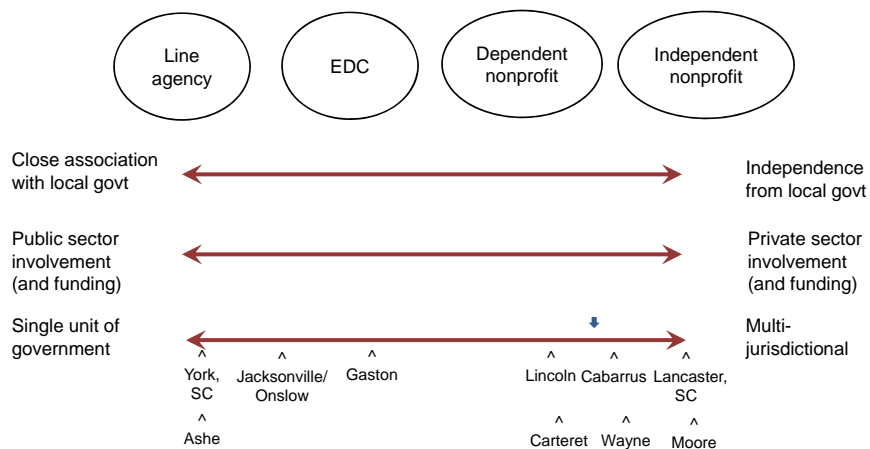 Line
agency
EDC
Dependent
nonprofit
Independent
nonprofit
Close association
with local govt
Independence
from local govt
Public sector
involvement
(and funding)
Private sector
involvement
(and funding)
Single unit of
government
Multi-
jurisdictional
^ ^ ^ ^ ^ ^
York,
SC
Jacksonville/
Onslow
Gaston
Lincoln
Cabarrus
Lancaster,
SC
^ ^ ^ ^
Ashe
Carteret
Wayne
Moore